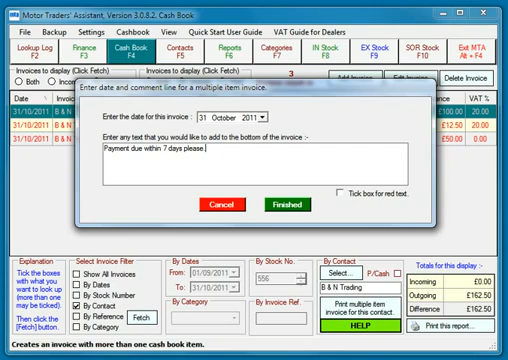 Motor Traders' Assistant, Version 3.0.8.2. Cash Book
File Backup Settings Cashbook View Quick Start User Guide VAT Guide for Dealers
Lookup Log F2
Finance F3
Cash Book F4
Contacts F5
Reports F6
Categories F7
IN Stock F8
EX Stock F9
SOR Stock F10
Exit MTA Alt + F4
Invoices to display (Click Fetch)
Invoices to display (Click Fetch)
Both
3
Delete Invoice
Date
VAT %
Enter date and comment line for a multiple item invoice.
Enter the date for this invoice : 31 October 2011
Enter any text that you would like to add to the bottom of the invoice :-
Payment due within 7 days please.
Tick box for red text.
Cancel Finished
31/10/2011 B & N £100.00 20.00
31/10/2011 B & N £12.50 20.00
31/10/2011 B & N £50.00 0.00
Explanation
Tick the boxes
with what you
want to look up
(more than one
may be ticked).
Then click the
[Fetch] button.
Select Invoice Filter
Show All Invoices
By Dates
By Stock Number
By Contact
By Reference
By Category
Fetch
By Dates
From: 01/09/2011
To: 31/10/2011
By Category
By Stock No.
556
By Invoice Ref.
By Contact
Select... P/Cash
B & N Trading
Print multiple item
invoice for this contact.
HELP
Totals for this display :-
Incoming £0.00
Outgoing £162.50
Difference £162.50
Print this report...
Creates an invoice with more than one cash book item.